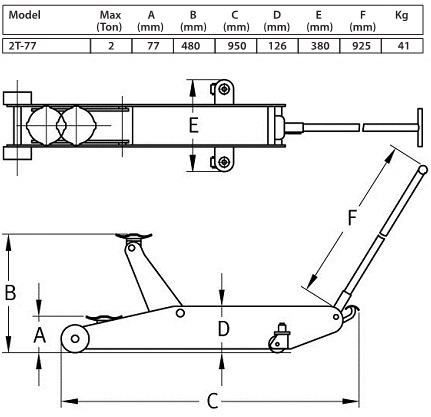 Model Max (Ton) A (mm) B (mm) C (mm) D (mm) E (mm) F (mm) Kg
2T-77 2 77 480 950 126 380 925 41
E
F
B
A
D
C